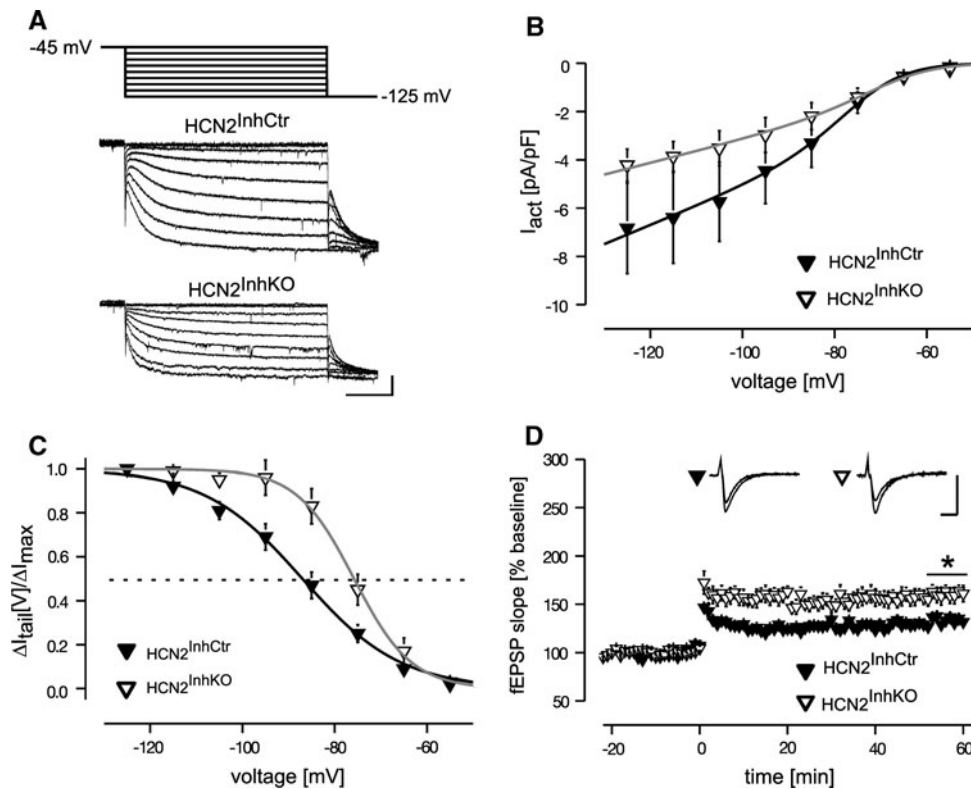 A
-45 mV
-125 mV
HCN2InhCtr
HCN2InhKO
B
0
-2
-4
-6
-8
-10
Iact [pA/pF]
HCN2InhCtr
HCN2InhKO
-120
-100
-80
-60
voltage [mV]
C
1.0
0.8
0.6
0.4
0.2
0.0
ΔItail[V]/ΔImax
HCN2InhCtr
HCN2InhKO
-120
-100
-80
-60
voltage [mV]
D
300
250
200
150
100
50
fEPSP slope [% baseline]
*
HCN2InhCtr
HCN2InhKO
-20
0
20
40
60
time [min]